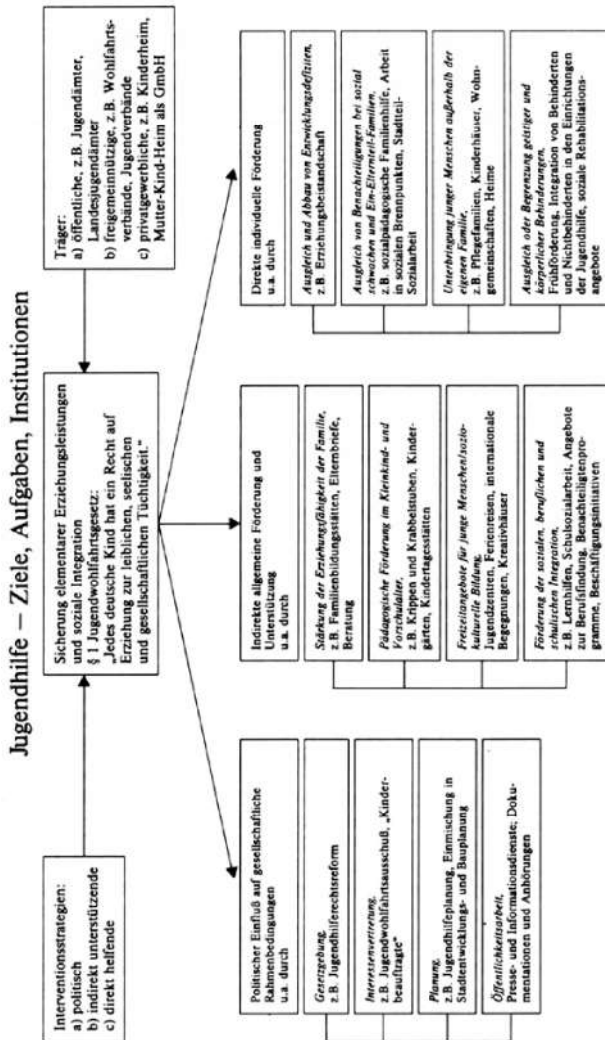 Jugendhilfe – Ziele, Aufgaben, Institutionen
Interventionsstrategien:
a) politisch
b) indirekt unterstützende
c) direkt helfende
Sicherung elementarer Erziehungsleistungen
und soziale Integration
§ 1 Jugendwohlfahrtsgesetz:
„Jedes deutsche Kind hat ein Recht auf
Erziehung zur leiblichen, seelischen
und gesellschaftlichen Tüchtigkeit."
Träger:
a) öffentliche, z.B. Jugendämter,
Landesjugendämter
b) freigemeinnützige, z.B. Wohlfahrts-
verbände, Jugendverbände
c) privatgewerbliche, z.B. Kinderheim,
Mutter-Kind-Heim als GmbH
Politischer Einfluß auf gesellschaftliche
Rahmenbedingungen
u.a. durch
Gesetzgebung,
z.B. Jugendhilferechtsreform
Interessenvertretung,
z.B. Jugendwohlfahrtsausschuß, „Kinder-
beauftragte"
Planung,
z.B. Jugendhilfeplanung, Einmischung in
Stadtentwicklungs- und Bauplanung
Öffentlichkeitsarbeit,
Presse- und Informationsdienste; Doku-
mentationen und Anhörungen
Indirekte allgemeine Förderung und
Unterstützung
u.a. durch
Stärkung der Erziehungsfähigkeit der Familie,
z.B. Familienbildungsstätten, Elternbriefe,
Beratung
Pädagogische Förderung im Kleinkind- und
Vorschulalter.
z.B. Krippen und Krabbelstuben, Kinder-
gärten, Kindertagesstätten
Freizeitangebote für junge Menschen/sozio-
kulturelle Bildung.
Jugendzentren, Ferienreisen, internationale
Begegnungen, Kreativhäuser
Förderung der sozialen, beruflichen und
schulischen Integration,
z.B. Lernhilfen, Schulsozialarbeit, Angebote
zur Berufsfindung, Benachteiligtenpro-
gramme, Beschäftigungsinitiativen
Direkte individuelle Förderung
u.a. durch
Ausgleich und Abbau von Entwicklungsdefiziten,
z.B. Erziehungsbeistandschaft
Ausgleich von Benachteiligungen bei sozial
schwachen und Ein-Elternteil-Familien.
z.B. sozialpädagogische Familienhilfe, Arbeit
in sozialen Brennpunkten, Stadtteil-
Sozialarbeit
Unterbringung junger Menschen außerhalb der
eigenen Familie.
z.B. Pflegefamilien, Kinderhäuser, Wohn-
gemeinschaften, Heime
Ausgleich oder Begrenzung geistiger und
körperlicher Behinderungen.
Frühförderung, Integration von Behinderten
und Nichtbehinderten in den Einrichtungen
der Jugendhilfe, soziale Rehabilitations-
angebote